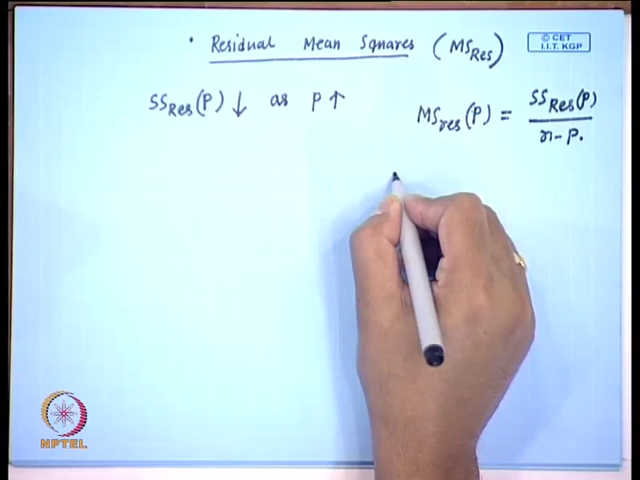 • Residual Mean Squares (MS_Res)
© CET
I.I.T. KGP
SS_Res(P) ↓ as P ↑
MS_res(P) = SS_Res(P) / n-P.
NPTEL